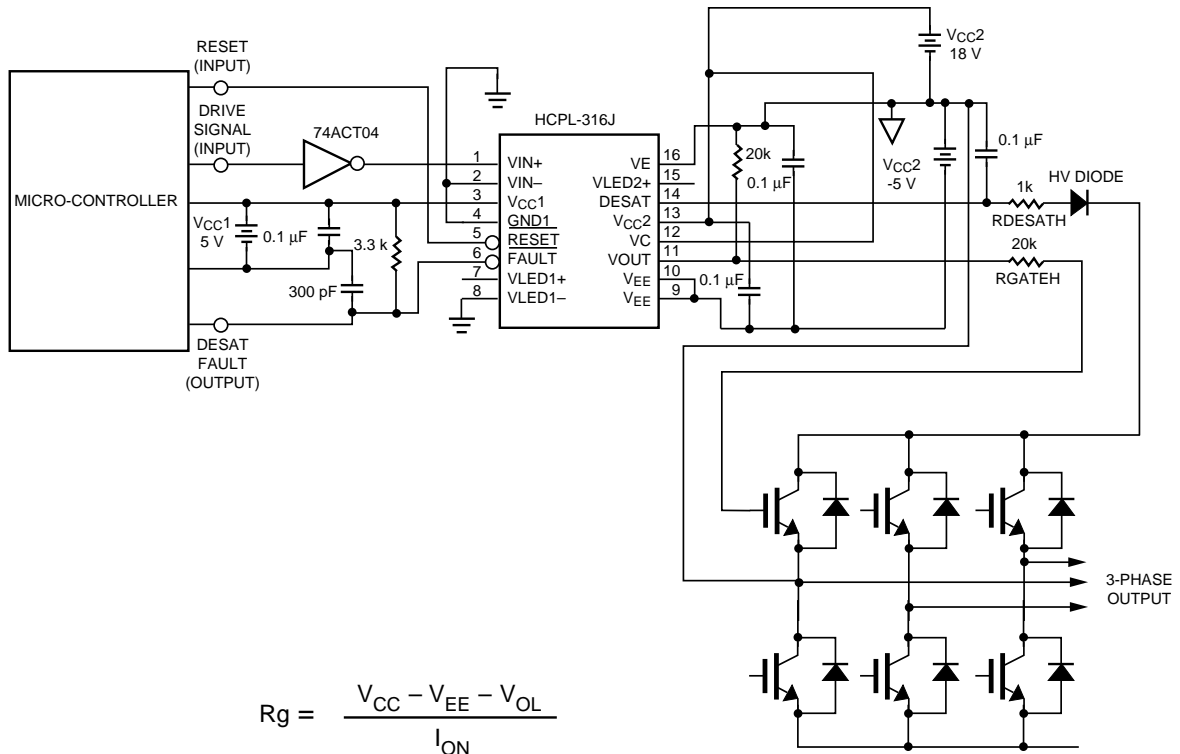 RESET
(INPUT)
DRIVE
SIGNAL
(INPUT)
74ACT04
MICRO-CONTROLLER
VCC1
5 V
0.1 µF
3.3 k
300 pF
DESAT
FAULT
(OUTPUT)
HCPL-316J
1 VIN+
2 VIN–
3 VCC1
4 GND1
5 RESET
6 FAULT
7 VLED1+
8 VLED1–
VE 16
VLED2+ 15
DESAT 14
VCC2 13
VC 12
VOUT 11
VEE 10
VEE 9
20k
0.1 µF
0.1 µF
VCC2
18 V
VCC2
-5 V
0.1 µF
1k
RDESATH
HV DIODE
20k
RGATEH
3-PHASE
OUTPUT
Rg = VCC – VEE – VOL
ION